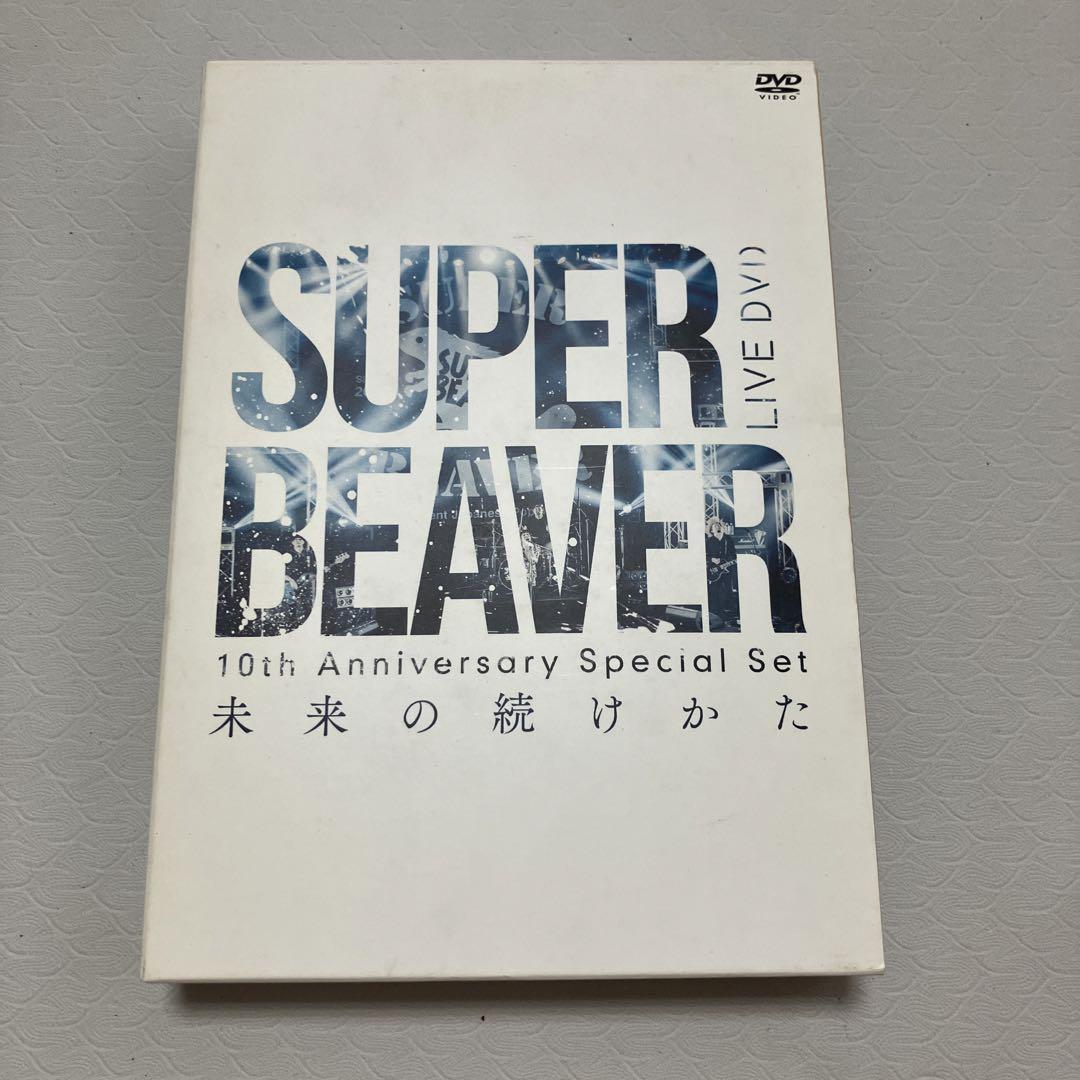 DVD
VIDEO
SUPER
LIVE DVD
BEAVER
10th Anniversary Special Set
未来の続けかた